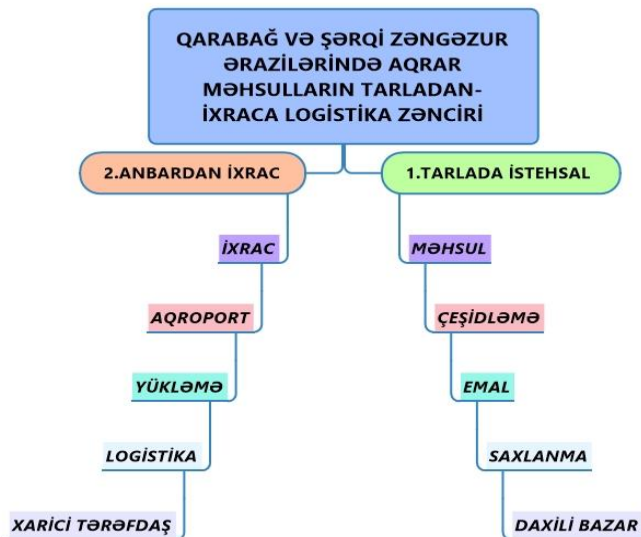 QARABAĞ VƏ ŞƏRQİ ZƏNGƏZUR
ƏRAZİLƏRİNDƏ AQRAR
MƏHSULLARIN TARLADAN-
İXRACA LOGİSTİKA ZƏNCİRİ
2.ANBARDAN İXRAC
1.TARLADA İSTEHSAL
İXRAC
MƏHSUL
AQROPORT
ÇEŞİDLƏMƏ
YÜKLƏMƏ
EMAL
LOGİSTİKA
SAXLANMA
XARİCİ TƏRƏFDAŞ
DAXİLİ BAZAR